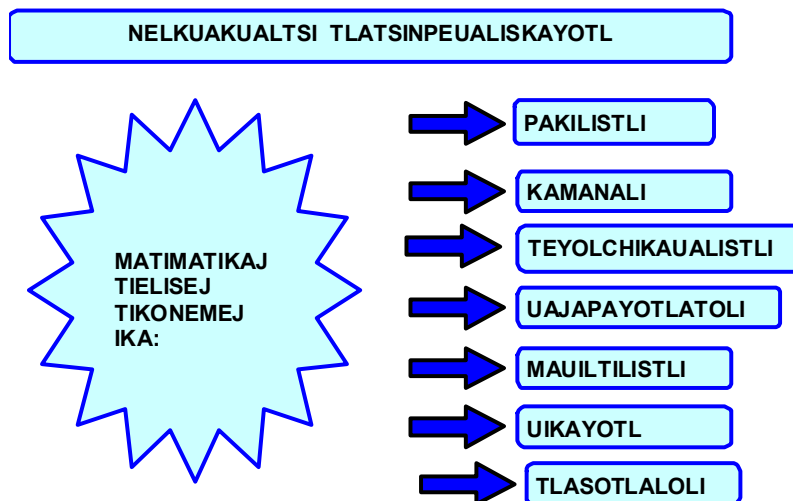 NELKUAKUALTSI TLATSINPEUALISKAYOTL
MATIMATIKAJ
TIELISEJ
TIKONEMEJ
IKA:
PAKILISTLI
KAMANALI
TEYOLCHIKAUALISTLI
UAJAPAYOTLATOLI
MAUILTILISTLI
UIKAYOTL
TLASOTLALOLI